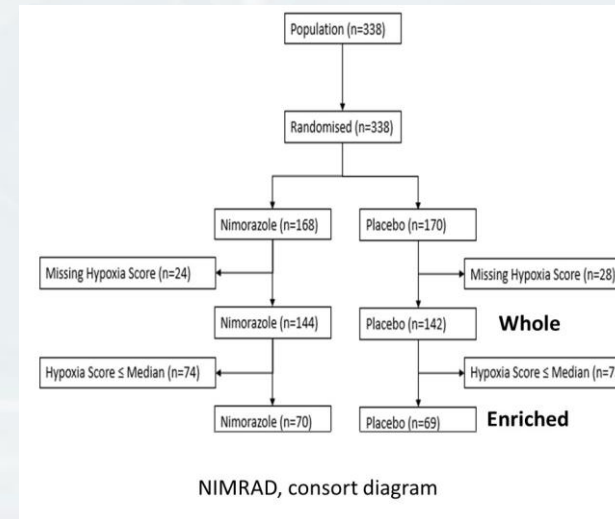 Population (n=338)
Randomised (n=338)
Nimorazole (n=168)
Placebo (n=170)
Missing Hypoxia Score (n=24)
Missing Hypoxia Score (n=28)
Nimorazole (n=144)
Placebo (n=142)
Whole
Hypoxia Score ≤ Median (n=74)
Hypoxia Score ≤ Median (n=7
Nimorazole (n=70)
Placebo (n=69)
Enriched
NIMRAD, consort diagram